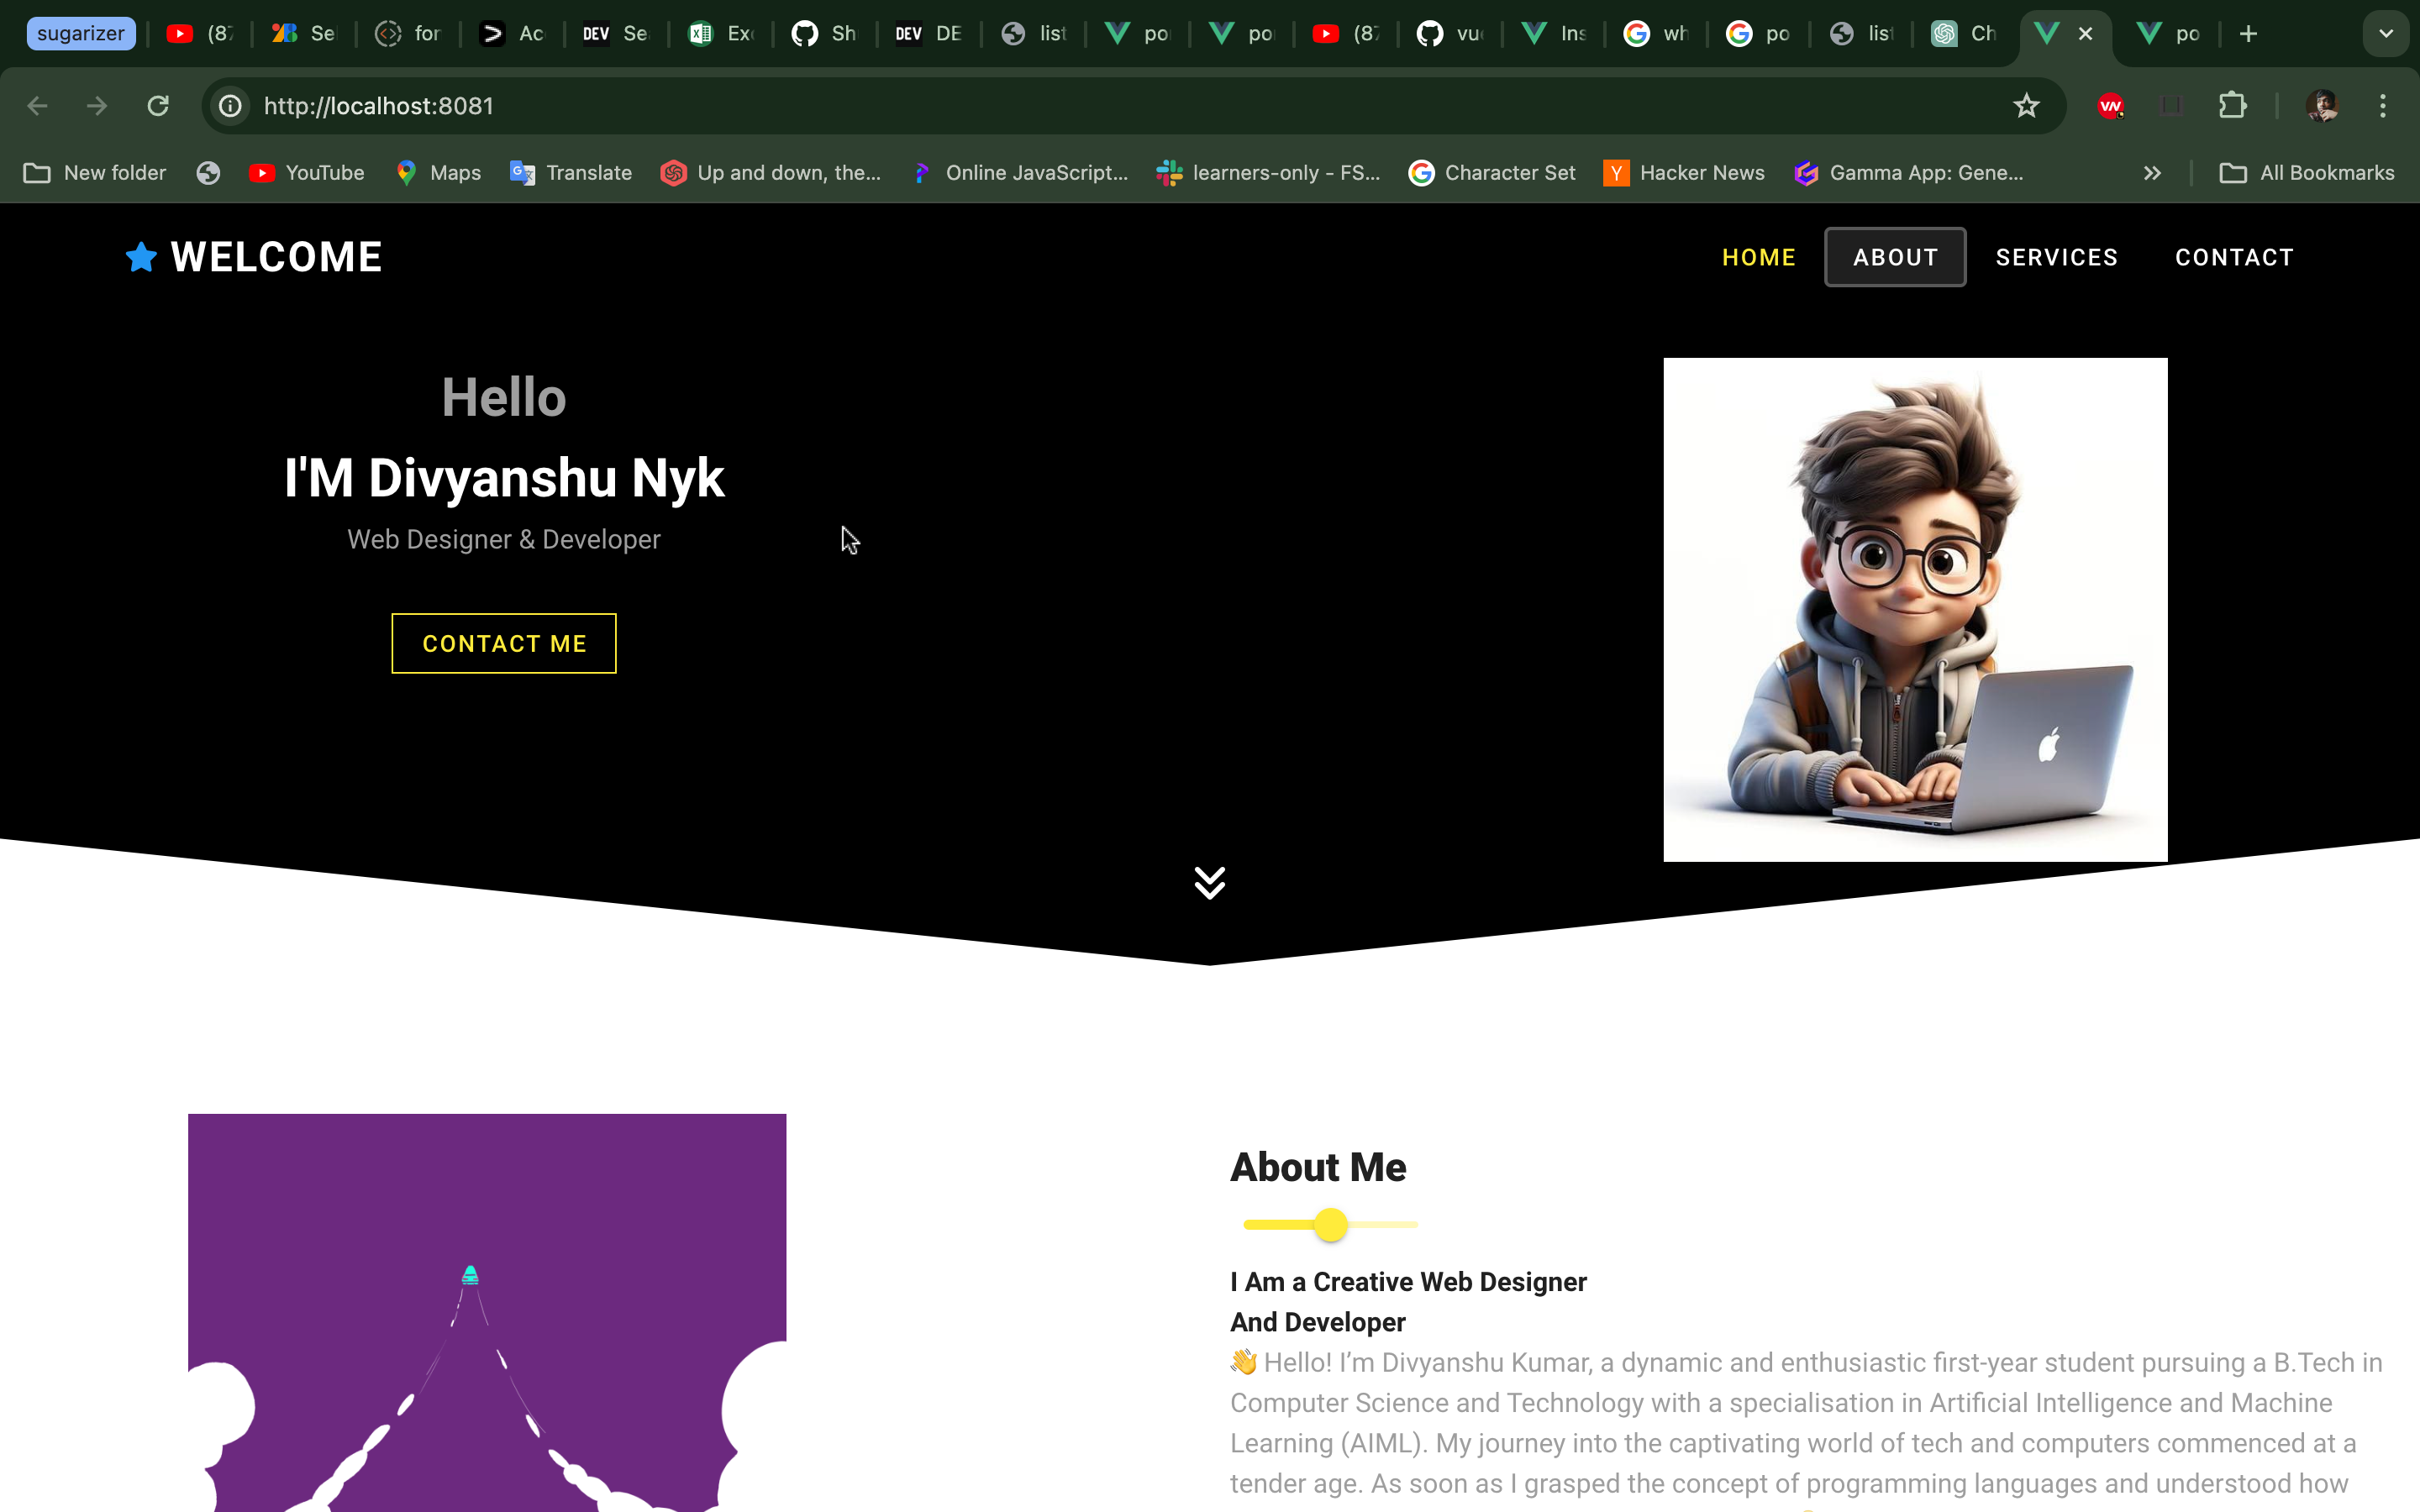 sugarizer
(8
Se
for
Ac
DEV
Se
Ex
Sh
DEV
DE
list
po
po
(8
vu
Ins
wh
po
list
Ch
po
http://localhost:8081
New folder
YouTube
Maps
Translate
Up and down, the...
Online JavaScript...
learners-only - FS...
Character Set
Hacker News
Gamma App: Gene...
All Bookmarks
WELCOME
HOME
ABOUT
SERVICES
CONTACT
Hello
I'M Divyanshu Nyk
Web Designer & Developer
CONTACT ME
About Me
I Am a Creative Web Designer
And Developer
👋 Hello! I’m Divyanshu Kumar, a dynamic and enthusiastic first-year student pursuing a B.Tech in
Computer Science and Technology with a specialisation in Artificial Intelligence and Machine
Learning (AIML). My journey into the captivating world of tech and computers commenced at a
tender age. As soon as I grasped the concept of programming languages and understood how